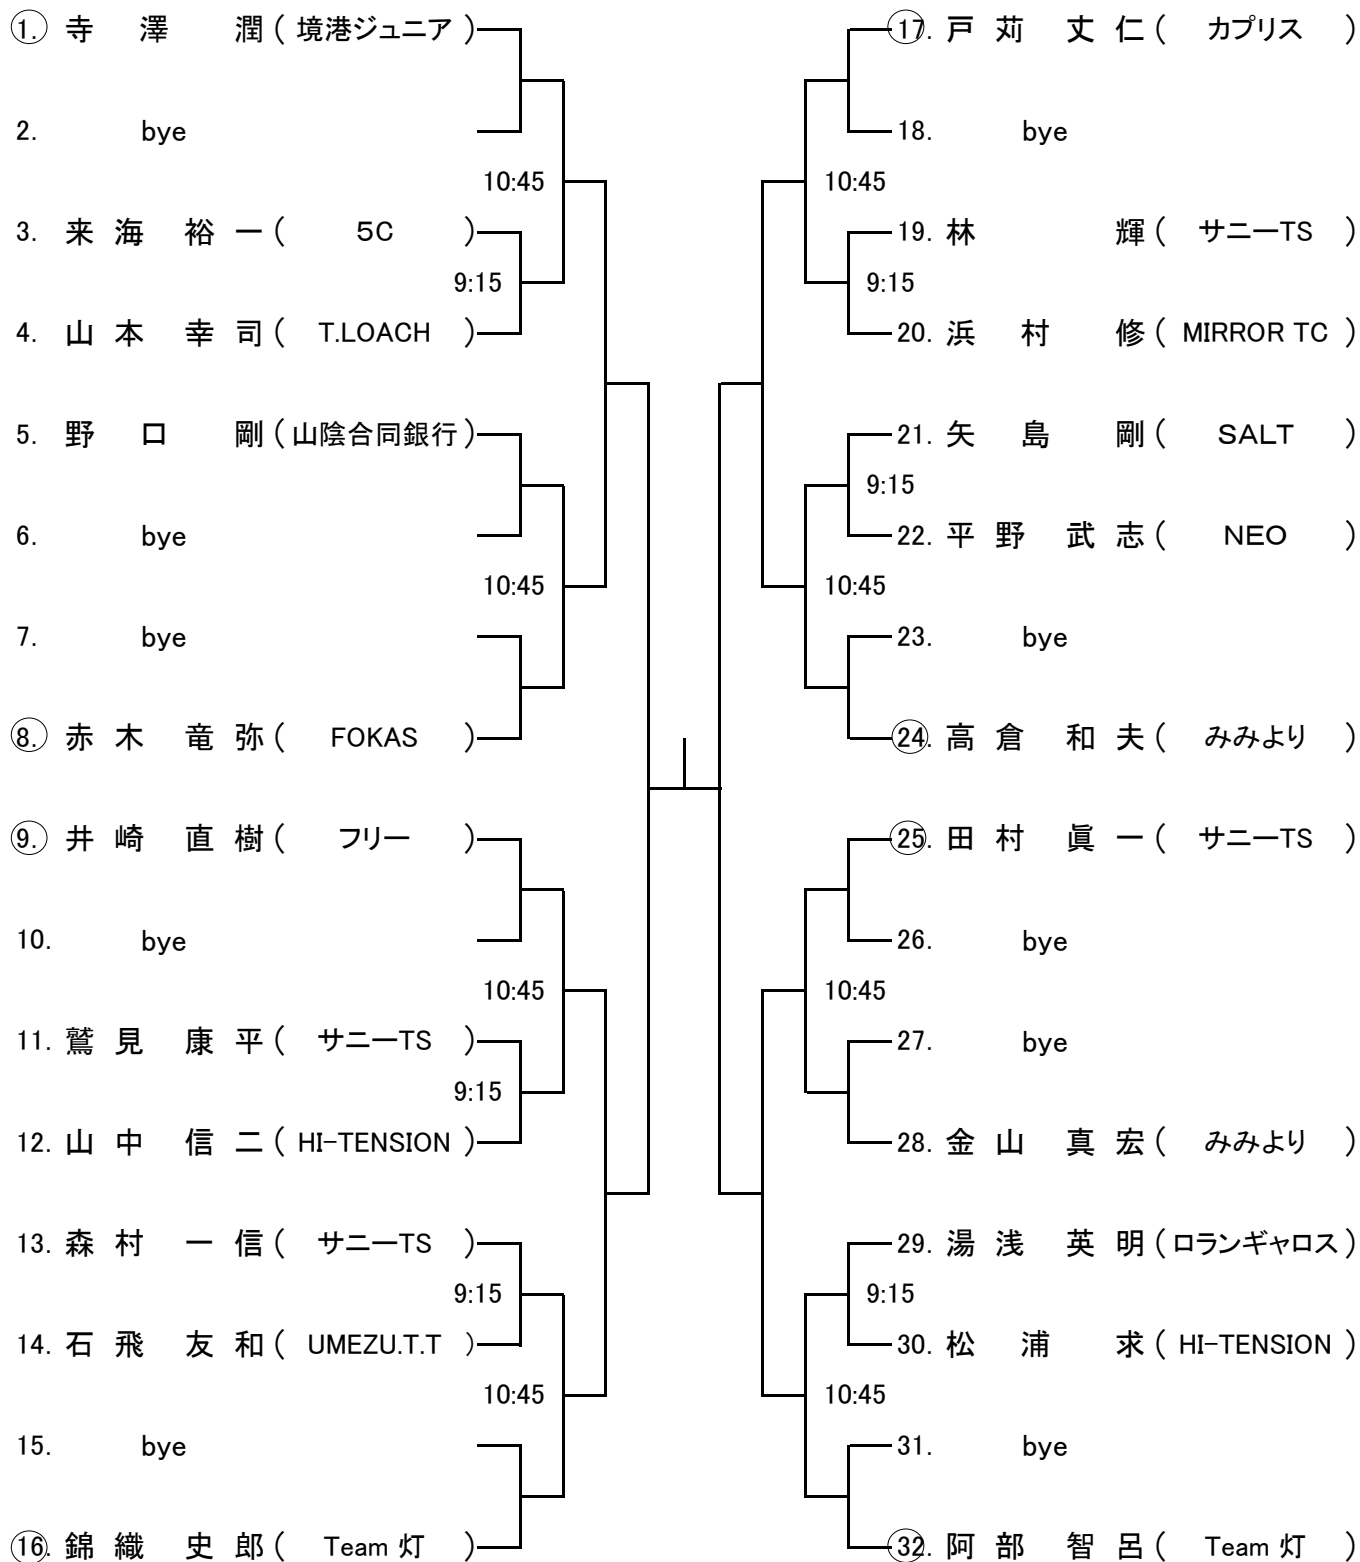 1. 寺澤 潤(境港ジュニア)
2. bye
10:45
3. 来海 裕一(5C)
9:15
4. 山本 幸司(T.LOACH)
5. 野口 剛(山陰合同銀行)
6. bye
10:45
7. bye
8. 赤木 竜弥(FOKAS)
9. 井崎 直樹(フリー)
10. bye
10:45
11. 鷲見 康平(サニーTS)
9:15
12. 山中 信二(HI-TENSION)
13. 森村 一信(サニーTS)
9:15
14. 石飛 友和(UMEZU.T.T)
10:45
15. bye
16. 錦織 史郎(Team 灯)
17. 戸苅 丈仁(カプリス)
18. bye
10:45
19. 林 輝(サニーTS)
9:15
20. 浜村 修(MIRROR TC)
21. 矢島 剛(SALT)
9:15
22. 平野 武志(NEO)
10:45
23. bye
24. 高倉 和夫(みみより)
25. 田村 眞一(サニーTS)
26. bye
10:45
27. bye
28. 金山 真宏(みみより)
29. 湯浅 英明(ロランギャロス)
9:15
30. 松浦 求(HI-TENSION)
10:45
31. bye
32. 阿部 智呂(Team 灯)